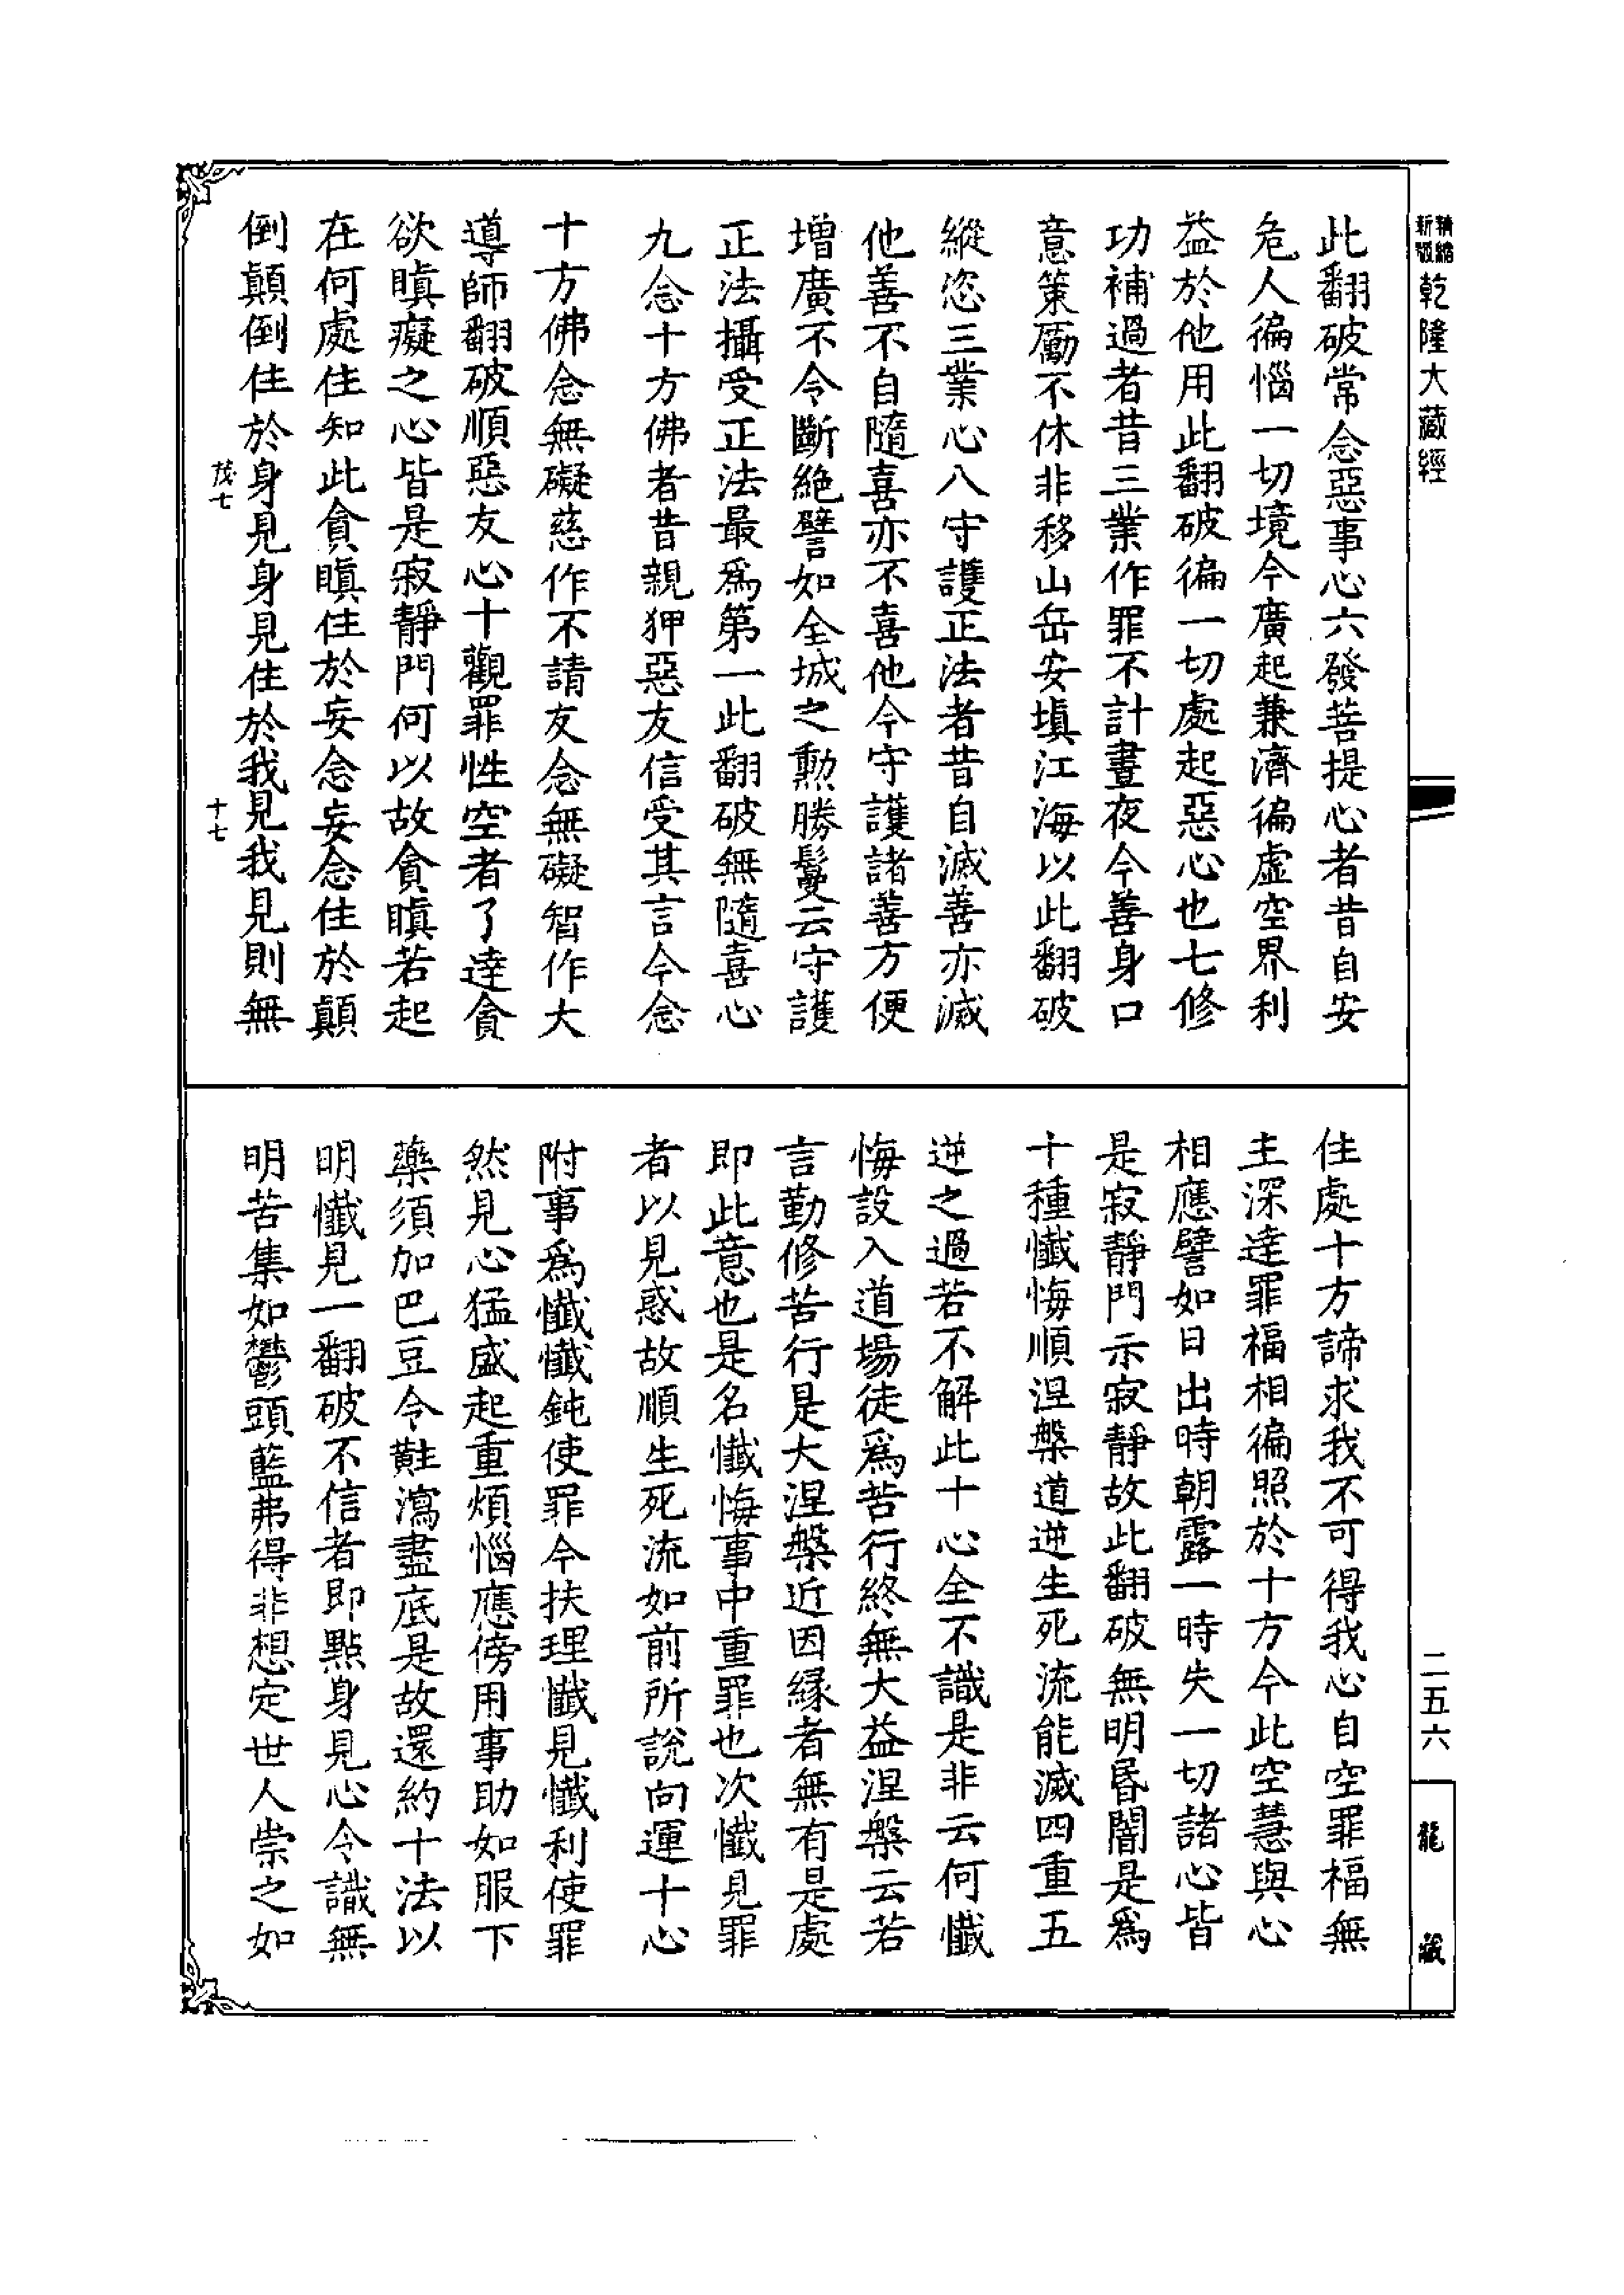 精縮
新版
乾隆大藏經
此翻破常念惡事心六發菩提心者昔自安
危人徧惱一切境今廣起兼濟徧虛空界利
益於他用此翻破徧一切處起惡心也七修
功補過者昔三業作罪不計晝夜今善身口
意策勵不休非移山岳安塡江海以此翻破
縱恣三業心八守護正法者昔自滅善亦滅
他善不自隨喜亦不喜他今守護諸善方便
增廣不令斷絶譬如全城之勳勝鬘云守護
正法攝受正法最爲第一此翻破無隨喜心
九念十方佛者昔親狎惡友信受其言今念
十方佛念無礙慈作不請友念無礙智作大
導師翻破順惡友心十觀罪性空者了達貪
欲瞋癡之心皆是寂靜門何以故貪瞋若起
在何處住知此貪瞋住於妄念妄念住於顚
倒顚倒住於身見身見住於我見我見則無
茂七
十七
住處十方諦求我不可得我心自空罪福無
主深達罪福相徧照於十方今此空慧與心
相應譬如日出時朝露一時失一切諸心皆
是寂靜門示寂靜故此翻破無明昏闇是爲
十種懺悔順涅槃道逆生死流能滅四重五
逆之過若不解此十心全不識是非云何懺
悔設入道場徒爲苦行終無大益涅槃云若
言勤修苦行是大涅槃近因緣者無有是處
即此意也是名懺悔事中重罪也次懺見罪
者以見惑故順生死流如前所說向運十心
附事爲懺懺鈍使罪今扶理懺見懺利使罪
然見心猛盛起重煩惱應傍用事助如服下
藥須加巴豆令黈瀉盡底是故還約十法以
明懺見一翻破不信者即點身見心令識無
明苦集如鬱頭藍弗得非想定世人崇之如
二五六
龍藏